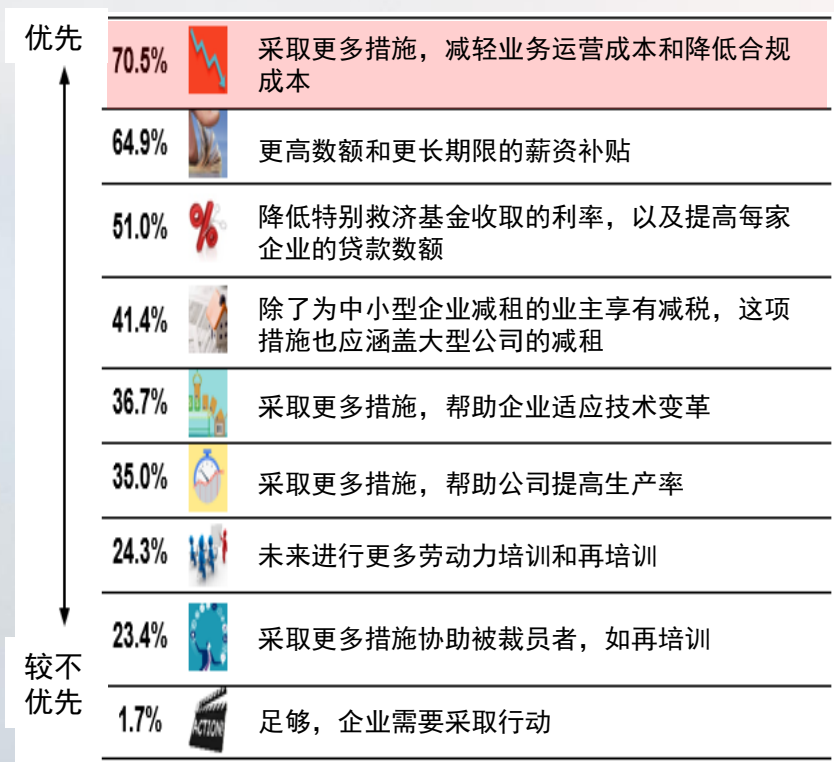 优先
70.5%
采取更多措施，减轻业务运营成本和降低合规
成本
64.9%
更高数额和更长期限的薪资补贴
51.0%
降低特别救济基金收取的利率，以及提高每家
企业的贷款数额
41.4%
除了为中小型企业减租的业主享有减税，这项
措施也应涵盖大型公司的减租
36.7%
采取更多措施，帮助企业适应技术变革
35.0%
采取更多措施，帮助公司提高生产率
24.3%
未来进行更多劳动力培训和再培训
23.4%
采取更多措施协助被裁员者，如再培训
较不
优先
1.7%
ACTION
足够，企业需要采取行动